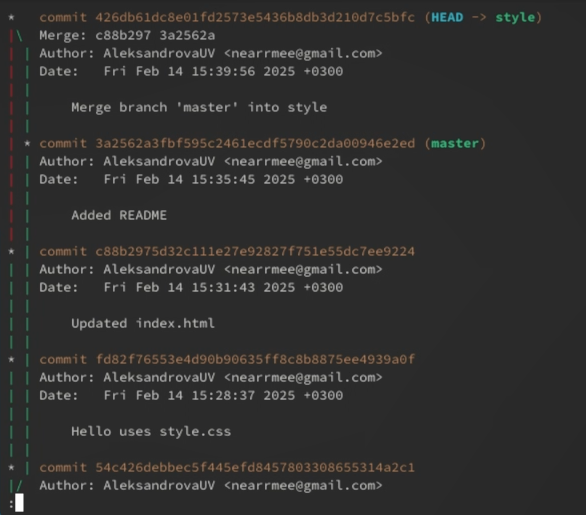 * commit 426db61dc8e01fd2573e5436b8db3d210d7c5bfc (HEAD -> style)
|\ Merge: c88b297 3a2562a
| | Author: AleksandrovaUV <nearrmee@gmail.com>
| | Date: Fri Feb 14 15:39:56 2025 +0300
| |
| | Merge branch 'master' into style
| |
| * commit 3a2562a3fbf595c2461ecdf5790c2da00946e2ed (master)
| | Author: AleksandrovaUV <nearrmee@gmail.com>
| | Date: Fri Feb 14 15:35:45 2025 +0300
| |
| | Added README
| |
* | commit c88b2975d32c111e27e92827f751e55dc7ee9224
| | Author: AleksandrovaUV <nearrmee@gmail.com>
| | Date: Fri Feb 14 15:31:43 2025 +0300
| |
| | Updated index.html
| |
* | commit fd82f76553e4d90b90635ff8c8b8875ee4939a0f
| | Author: AleksandrovaUV <nearrmee@gmail.com>
| | Date: Fri Feb 14 15:28:37 2025 +0300
| |
| | Hello uses style.css
| |
* | commit 54c426debbec5f445efd8457803308655314a2c1
|/ Author: AleksandrovaUV <nearrmee@gmail.com>
: